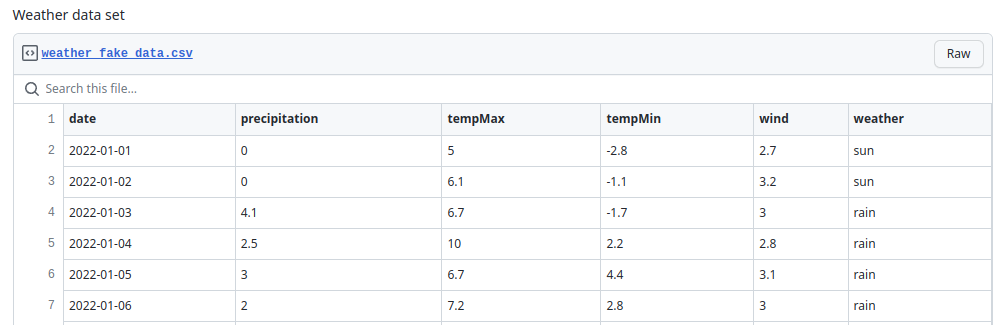 Weather data set
weather_fake_data.csv Raw
Search this file...
1 date precipitation tempMax tempMin wind weather
2 2022-01-01 0 5 -2.8 2.7 sun
3 2022-01-02 0 6.1 -1.1 3.2 sun
4 2022-01-03 4.1 6.7 -1.7 3 rain
5 2022-01-04 2.5 10 2.2 2.8 rain
6 2022-01-05 3 6.7 4.4 3.1 rain
7 2022-01-06 2 7.2 2.8 3 rain